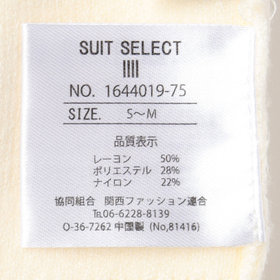 SUIT SELECT
NO. 1644019-75
SIZE. S～M
品質表示
レーヨン 50%
ポリエステル 28%
ナイロン 22%
協同組合 関西ファッション連合
TEL06-6228-8139
O-36-7262 中国製 (No,81416)